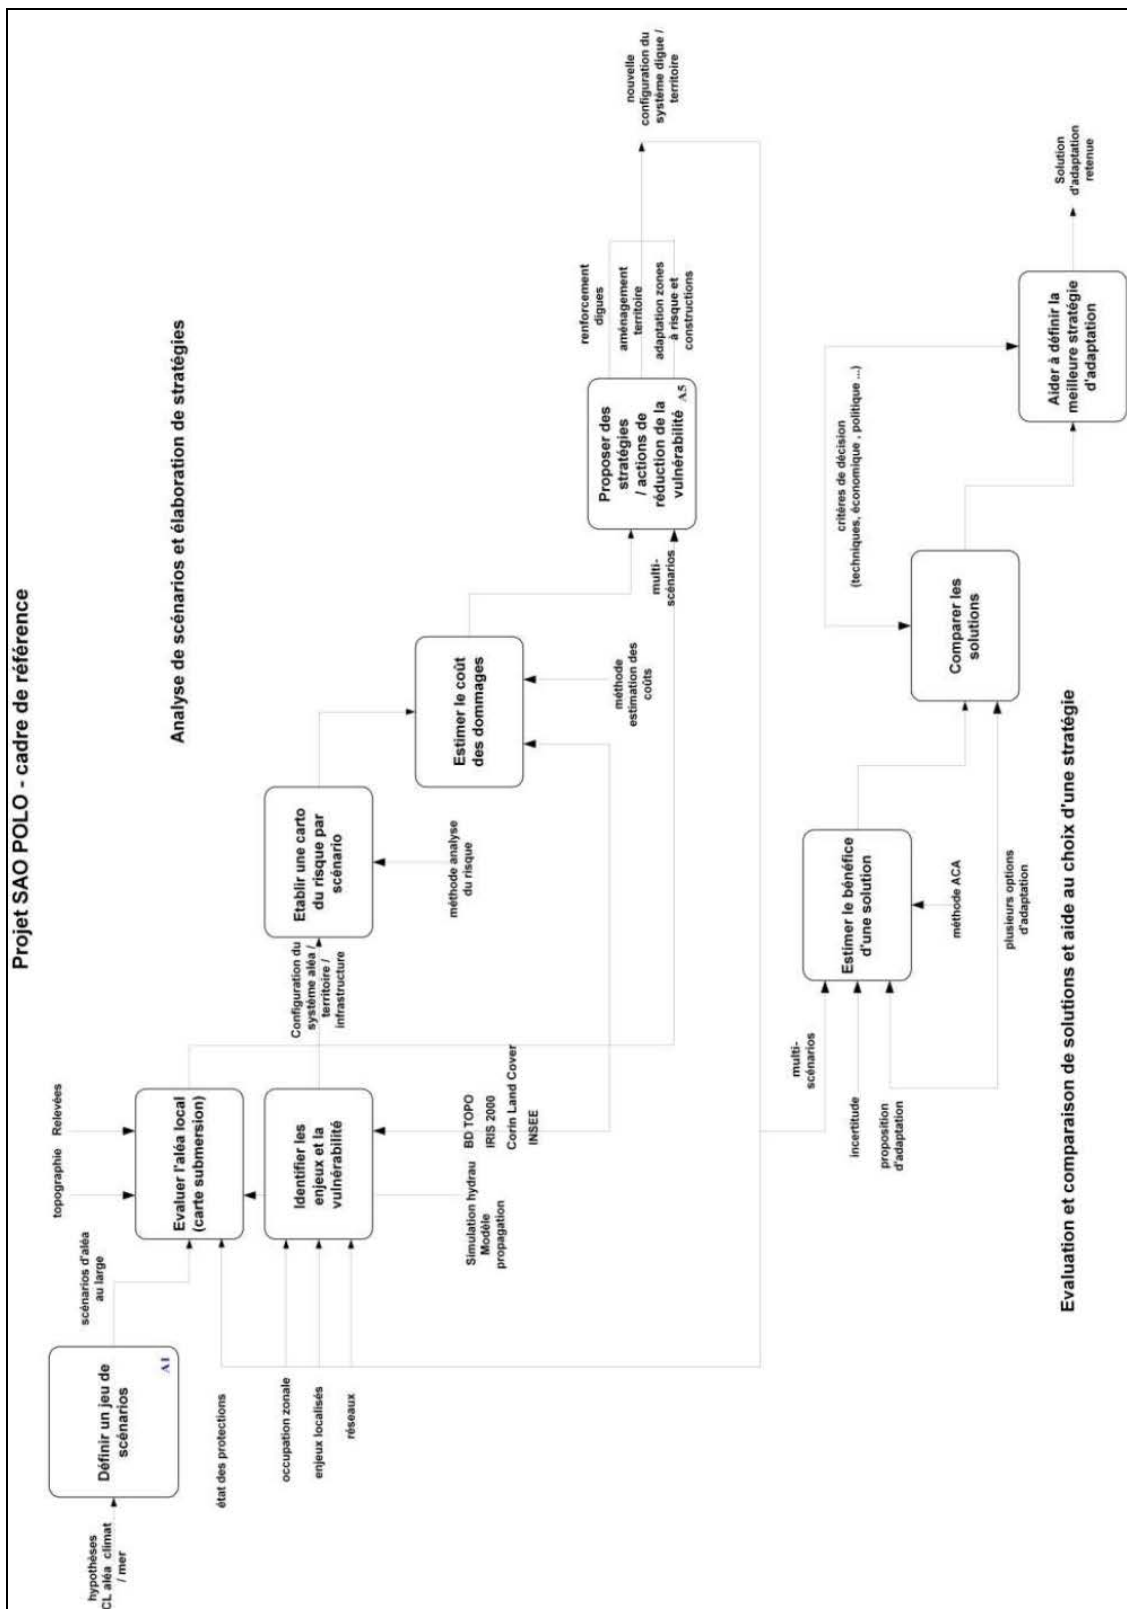 Projet SAO POLO - cadre de référence
Analyse de scénarios et élaboration de stratégies
hypothèses
CL aléa climat
/ mer
Définir un jeu de
scénarios
A1
scénarios d'aléa
au large
topographie
Relevées
état des protections
Evaluer l'aléa local
(carte submersion)
occupation zonale
enjeux localisés
réseaux
Identifier les
enjeux et la
vulnérabilité
Simulation hydrau
Modèle
propagation
BD TOPO
IRIS 2000
Corin Land Cover
INSEE
Configuration du
système aléa /
territoire /
infrastructure
Etablir une carto
du risque par
scénario
méthode analyse
du risque
Estimer le coût
des dommages
méthode
estimation des
coûts
multi-
scénarios
Proposer des
stratégies
/ actions de
réduction de la
vulnérabilité
A5
renforcement
digues
aménagement
territoire
adaptation zones
à risque et
constructions
nouvelle
configuration du
système digue /
territoire
multi-
scénarios
incertitude
proposition
d'adaptation
Estimer le bénéfice
d'une solution
méthode ACA
plusieurs options
d'adaptation
Comparer les
solutions
critères de décision
(techniques, économique , politique ...)
Aider à définir la
meilleure stratégie
d'adaptation
Solution
d'adaptation
retenue
Evaluation et comparaison de solutions et aide au choix d'une stratégie